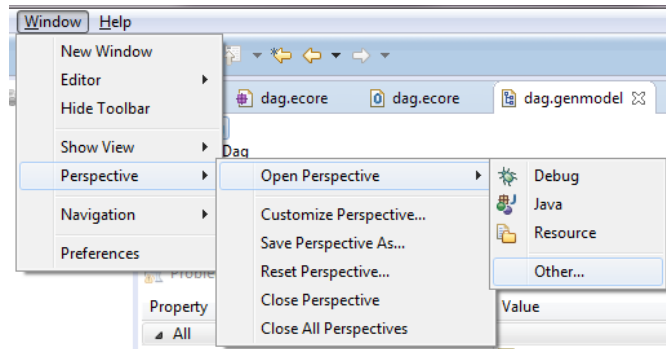 Window Help
New Window
Editor
Hide Toolbar
dag.ecore dag.ecore dag.genmodel
Show View
Dag
Perspective
Open Perspective
Debug
Java
Resource
Other...
Navigation
Customize Perspective...
Save Perspective As...
Preferences
Reset Perspective...
Close Perspective
Close All Perspectives
Proble
Property
Value
All